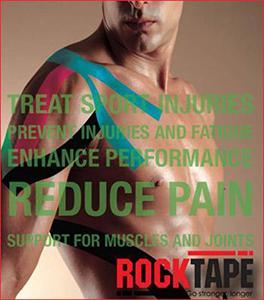 TREAT SPORT INJURIES
PREVENT INJURIES AND FATIGUE
ENHANCE PERFORMANCE
REDUCE PAIN
SUPPORT FOR MUSCLES AND JOINTS
ROCKTAPE
Go stronger, longer